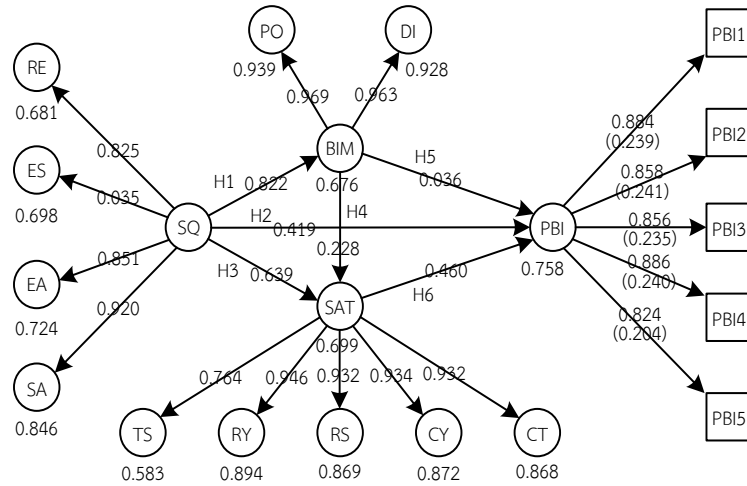 PO
DI
PBI1
0.939
0.928
RE
0.969
0.963
0.681
0.884
(0.239)
PBI2
0.825
BIM
H5
0.858
(0.241)
ES
H1
0.822
0.676
0.036
0.698
0.035
H2
H4
SQ
0.419
PBI
0.856
(0.235)
PBI3
0.228
0.851
H3
0.639
0.460
0.758
0.886
(0.240)
EA
H6
0.724
0.920
SAT
0.824
(0.204)
PBI4
0.699
SA
0.764
0.946
0.932
0.934
0.932
0.846
PBI5
TS
RY
RS
CY
CT
0.583
0.894
0.869
0.872
0.868